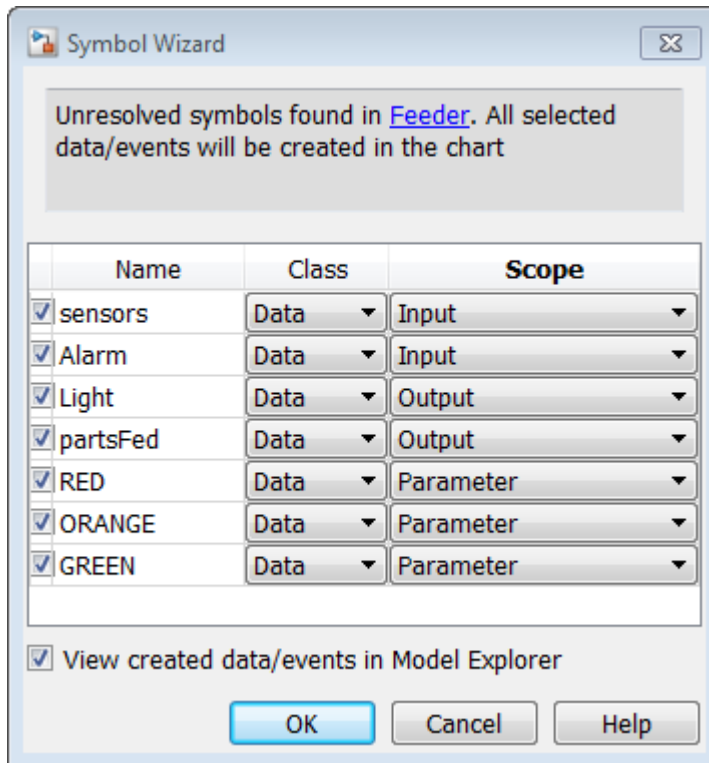 Symbol Wizard
Unresolved symbols found in Feeder. All selected
data/events will be created in the chart
Name Class Scope
sensors Data Input
Alarm Data Input
Light Data Output
partsFed Data Output
RED Data Parameter
ORANGE Data Parameter
GREEN Data Parameter
View created data/events in Model Explorer
OK Cancel Help